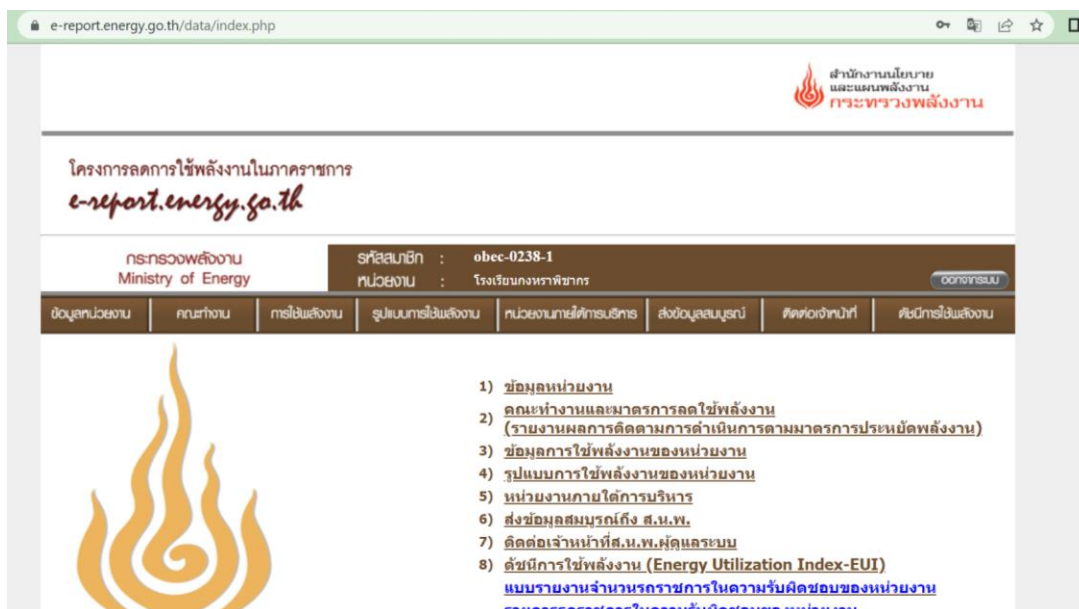 e-report.energy.go.th/data/index.php
สำนักงานนโยบาย
และแผนพลังงาน
กระทรวงพลังงาน
โครงการลดการใช้พลังงานในภาคราชการ
e-report.energy.go.th
กระทรวงพลังงาน
Ministry of Energy
รหัสสมาชิก : obec-0238-1
หน่วยงาน : โรงเรียนกงหราพิชากร
ออกจากระบบ
ข้อมูลหน่วยงาน คณะทำงาน การใช้พลังงาน รูปแบบการใช้พลังงาน หน่วยงานภายใต้การบริหาร ส่งข้อมูลสมบูรณ์ ติดต่อเจ้าหน้าที่ ดัชนีการใช้พลังงาน
1) ข้อมูลหน่วยงาน
2) คณะทำงานและมาตรการลดใช้พลังงาน
(รายงานผลการติดตามการดำเนินการตามมาตรการประหยัดพลังงาน)
3) ข้อมูลการใช้พลังงานของหน่วยงาน
4) รูปแบบการใช้พลังงานของหน่วยงาน
5) หน่วยงานภายใต้การบริหาร
6) ส่งข้อมูลสมบูรณ์ถึง ส.น.พ.
7) ติดต่อเจ้าหน้าที่ส.น.พ.ผู้ดูแลระบบ
8) ดัชนีการใช้พลังงาน (Energy Utilization Index-EUI)
แบบรายงานจำนวนรถราชการในความรับผิดชอบของหน่วยงาน